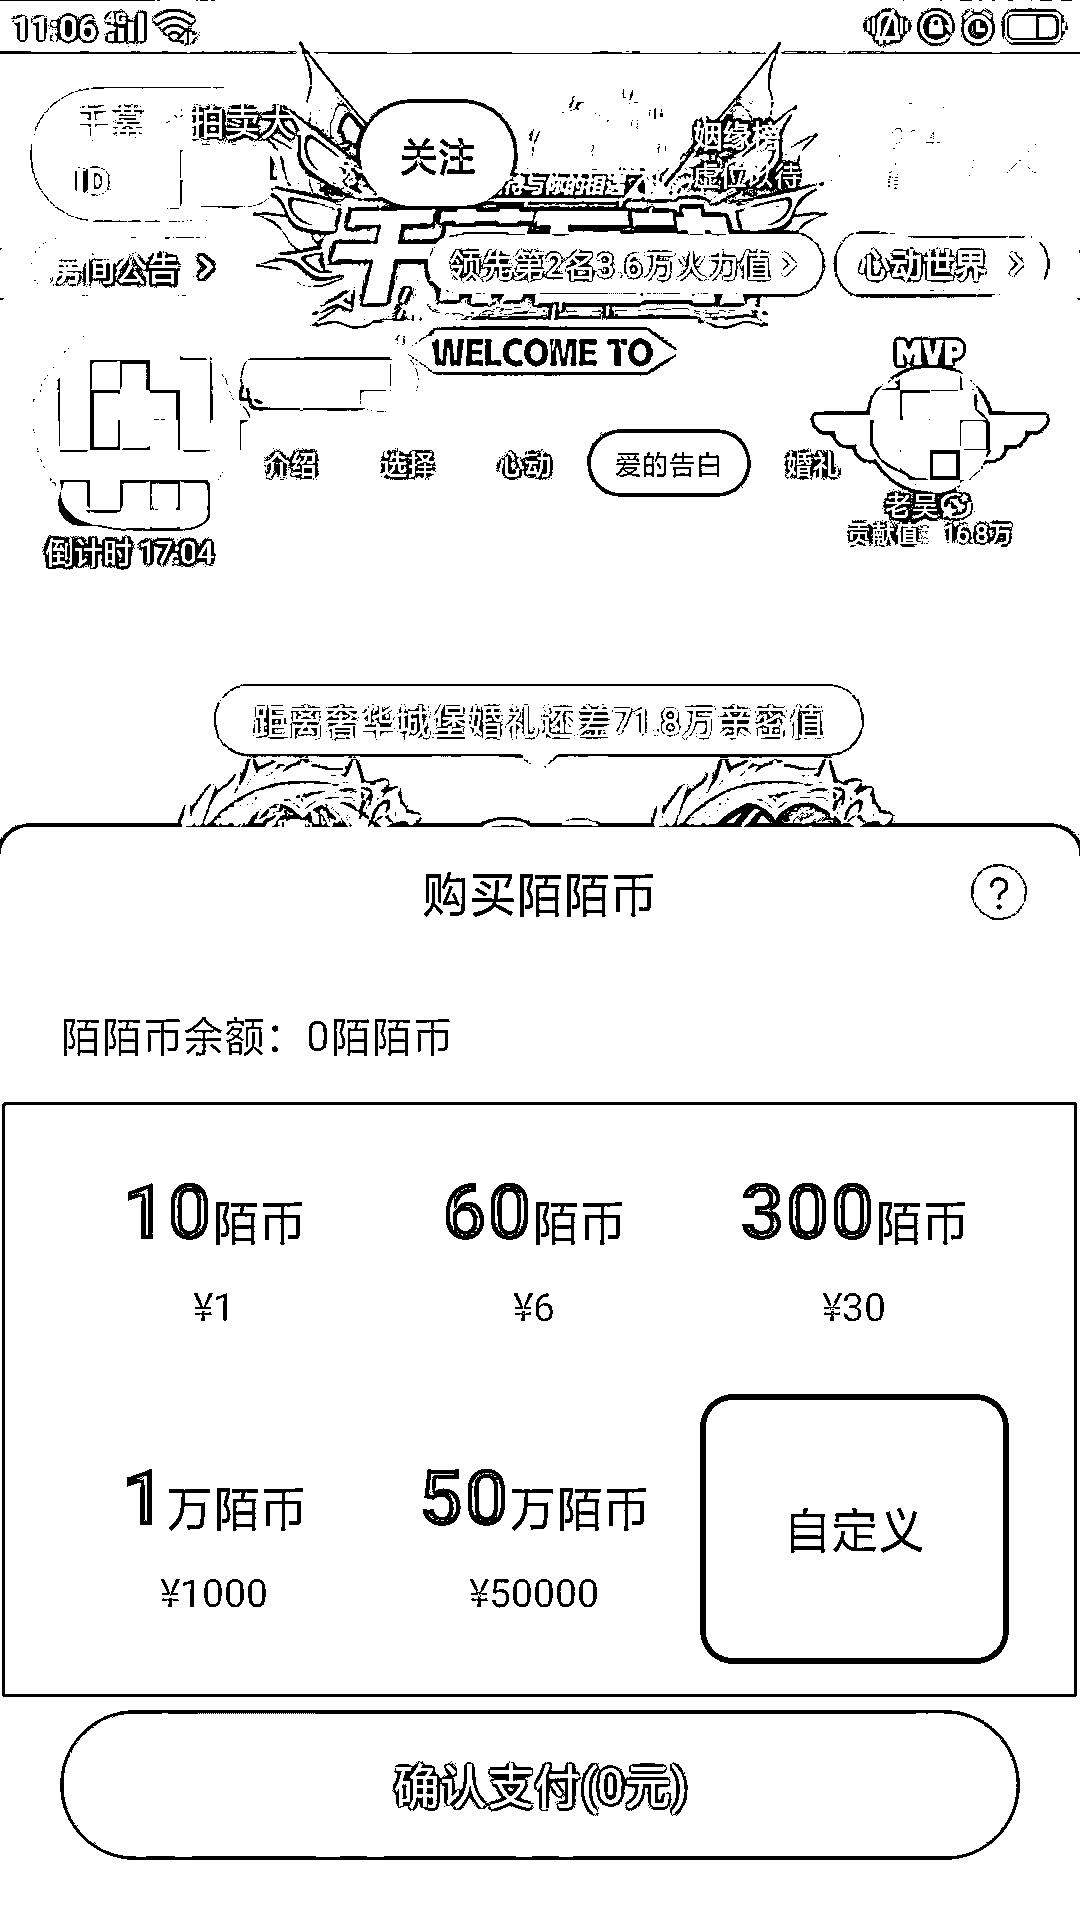 11:06
拍卖大
ID
关注
姻缘榜
虚位以待
房间公告 >
领先第2名3.6万火力值 >
心动世界 >
WELCOME TO
MVP
介绍 选择 心动 爱的告白 婚礼
老吴
贡献值: 16.8万
倒计时 17:04
距离奢华城堡婚礼还差71.8万亲密值
购买陌陌币
?
陌陌币余额：0陌陌币
10陌币 60陌币 300陌币
¥1 ¥6 ¥30
1万陌币 50万陌币 自定义
¥1000 ¥50000
确认支付(0元)